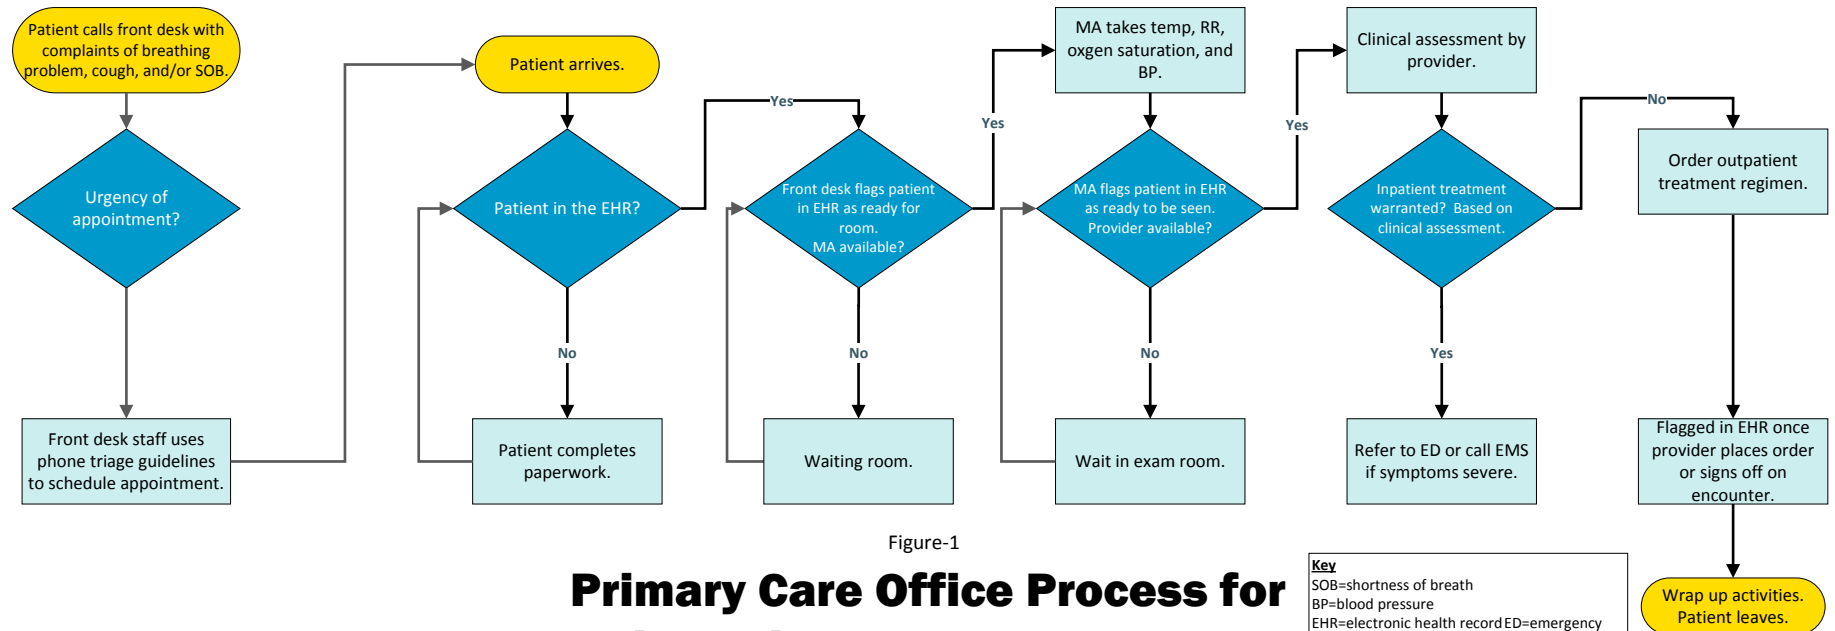 Patient calls front desk with
complaints of breathing
problem, cough, and/or SOB.
Urgency of
appointment?
Front desk staff uses
phone triage guidelines
to schedule appointment.
Patient arrives.
Patient in the EHR?
Yes
No
Patient completes
paperwork.
Front desk flags patient
in EHR as ready for
room.
MA available?
Yes
No
Waiting room.
MA takes temp, RR,
oxgen saturation, and
BP.
MA flags patient in EHR
as ready to be seen.
Provider available?
Yes
No
Wait in exam room.
Clinical assessment by
provider.
Inpatient treatment
warranted? Based on
clinical assessment.
No
Yes
Refer to ED or call EMS
if symptoms severe.
Order outpatient
treatment regimen.
Flagged in EHR once
provider places order
or signs off on
encounter.
Wrap up activities.
Patient leaves.
Figure-1
Primary Care Office Process for
Key
SOB=shortness of breath
BP=blood pressure
EHR=electronic health record ED=emergency